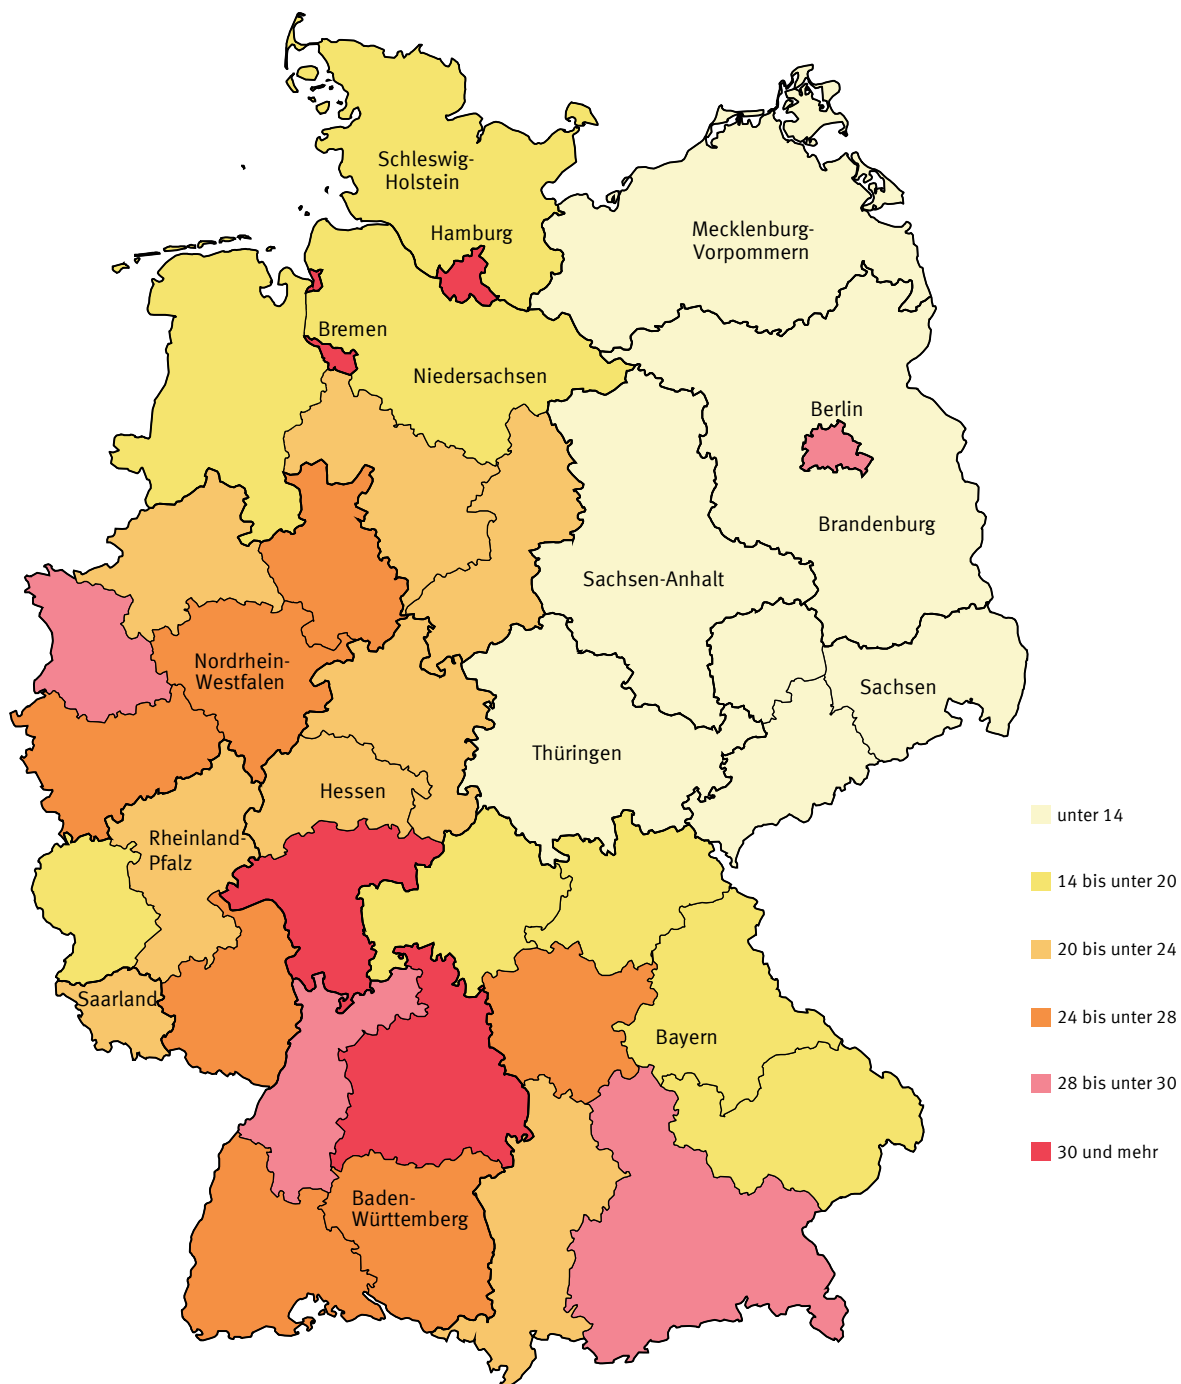 Schleswig-
Holstein
Hamburg
Mecklenburg-
Vorpommern
Bremen
Niedersachsen
Berlin
Brandenburg
Sachsen-Anhalt
Nordrhein-
Westfalen
Sachsen
Thüringen
Hessen
Rheinland-
Pfalz
Saarland
Bayern
Baden-
Württemberg
unter 14
14 bis unter 20
20 bis unter 24
24 bis unter 28
28 bis unter 30
30 und mehr